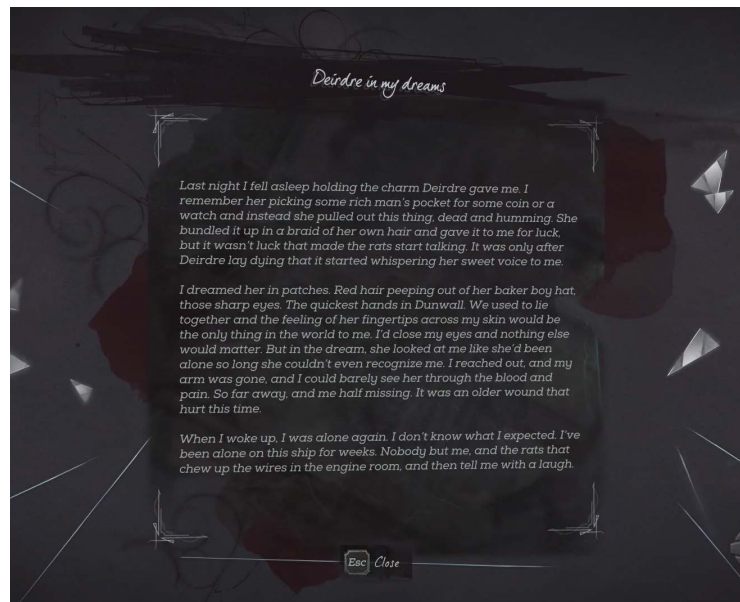 Deirdre in my dreams
Last night I fell asleep holding the charm Deirdre gave me. I
remember her picking some rich man's pocket for some coin or a
watch and instead she pulled out this thing, dead and humming. She
bundled it up in a braid of her own hair and gave it to me for luck,
but it wasn't luck that made the rats start talking. It was only after
Deirdre lay dying that it started whispering her sweet voice to me.
I dreamed her in patches. Red hair peeping out of her baker boy hat,
those sharp eyes. The quickest hands in Dunwall. We used to lie
together and the feeling of her fingertips across my skin would be
the only thing in the world to me. I'd close my eyes and nothing else
would matter. But in the dream, she looked at me like she'd been
alone so long she couldn't even recognize me. I reached out, and my
arm was gone, and I could barely see her through the blood and
pain. So far away, and me half missing. It was an older wound that
hurt this time.
When I woke up, I was alone again. I don't know what I expected. I've
been alone on this ship for weeks. Nobody but me, and the rats that
chew up the wires in the engine room, and then tell me with a laugh.
Esc Close